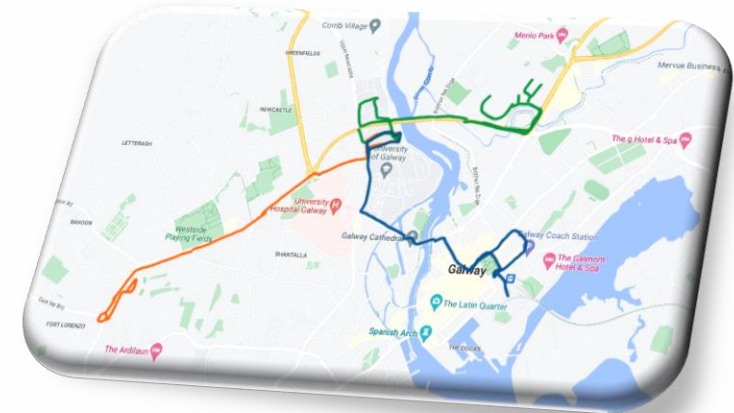 Corrib Village
Menlo Park
GREENFIELDS
Mervue Business
NEWCASTLE
LETTERAGH
The g Hotel & Spa
University
of Galway
University
Hospital Galway
RAHOON
Westside
Playing Fields
Galway Cathedral
Galway Coach Station
SHANTALLA
Galway
The Galmont
Hotel & Spa
The Latin Quarter
FORT LORENZO
Spanish Arch
THE DOCKS
The Ardilaun